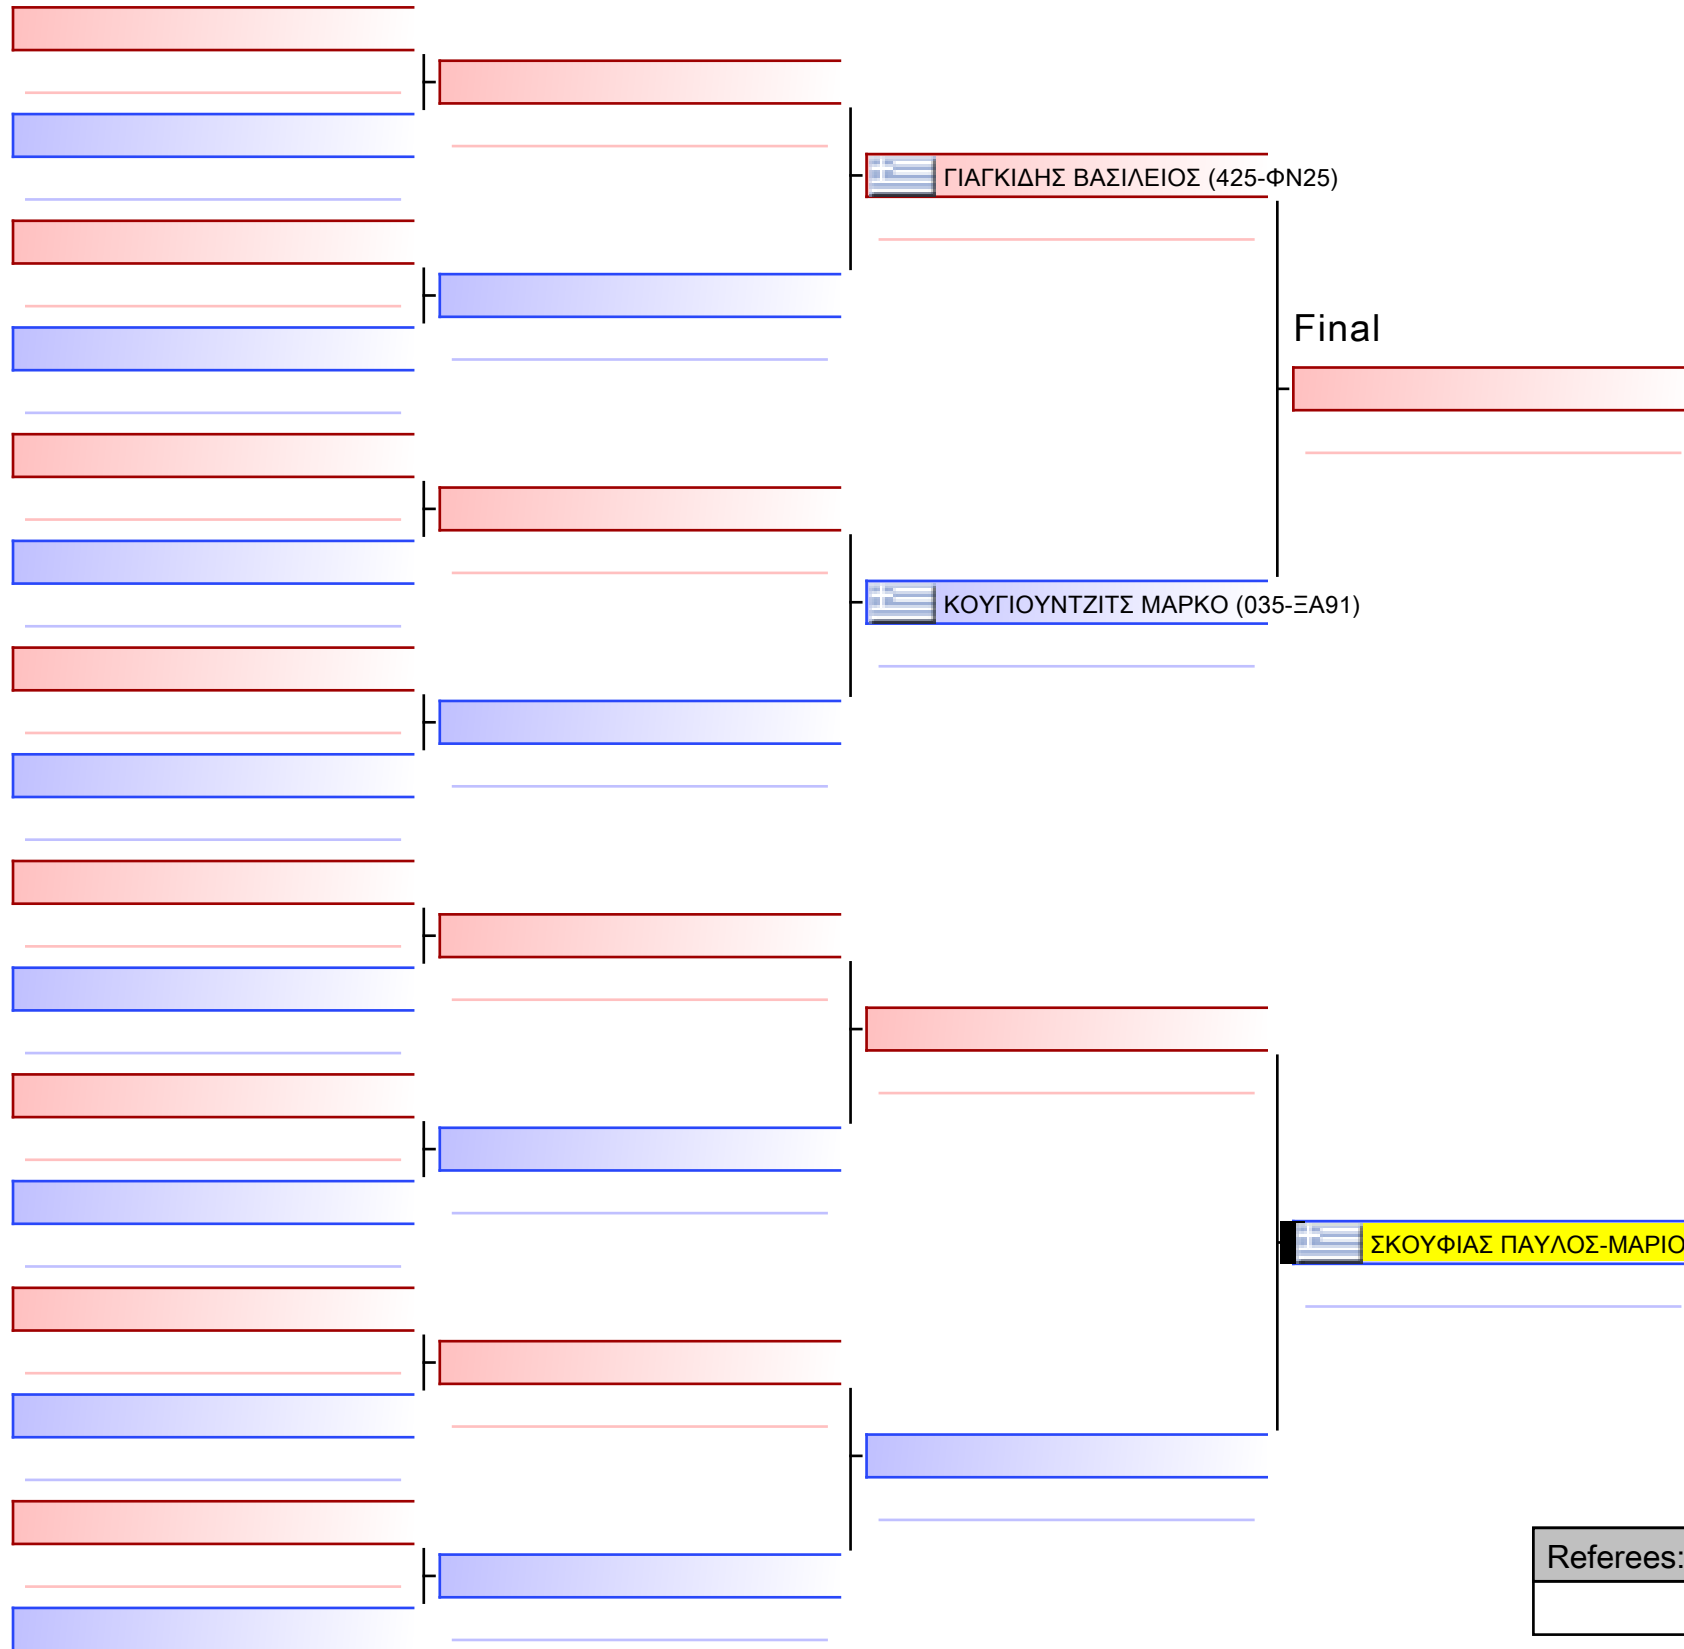 ΓΙΑΓΚΙΔΗΣ ΒΑΣΙΛΕΙΟΣ (425-ΦΝ25)
Final
ΚΟΥΓΙΟΥΝΤΖΙΤΣ ΜΑΡΚΟ (035-ΞΑ91)
ΣΚΟΥΦΙΑΣ ΠΑΥΛΟΣ-ΜΑΡΙΟ
Referees: